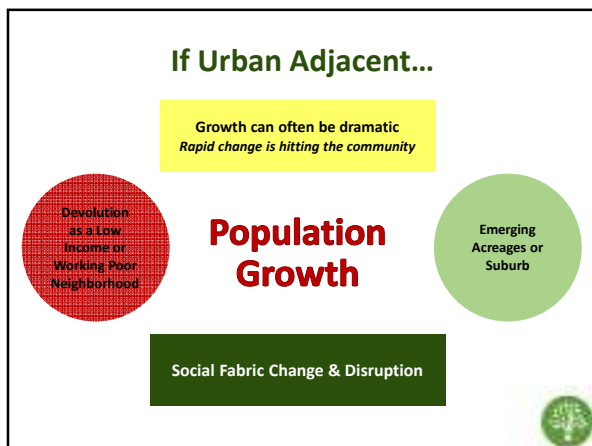 If Urban Adjacent...
Growth can often be dramatic
Rapid change is hitting the community
Devolution
as a Low
Income or
Working Poor
Neighborhood
Population
Growth
Emerging
Acreages or
Suburb
Social Fabric Change & Disruption